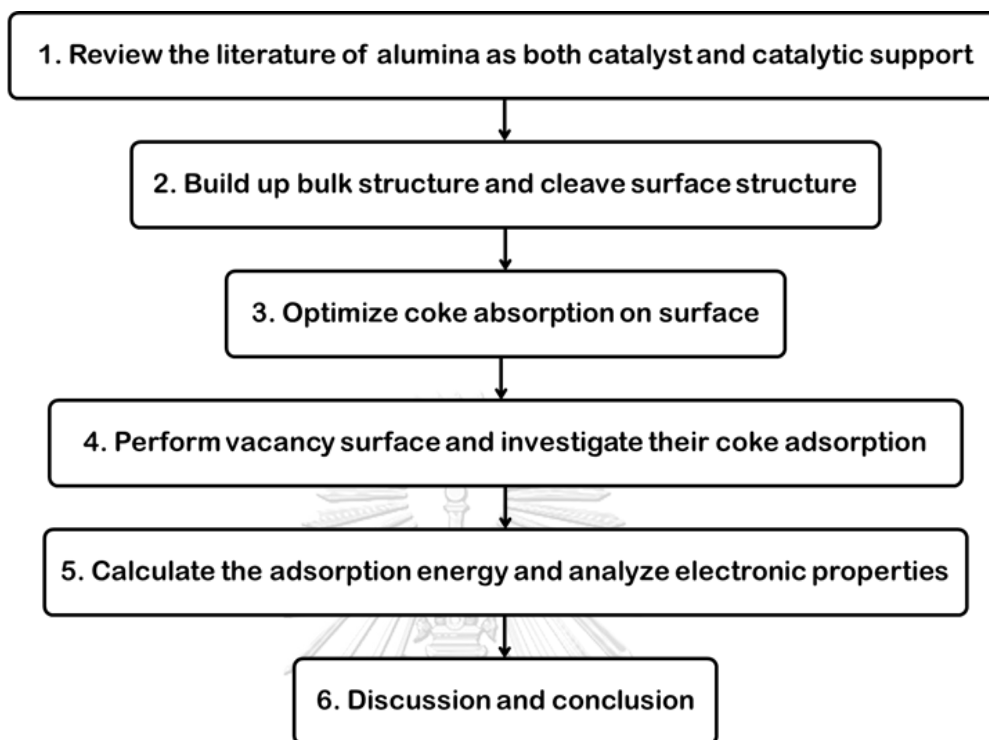 1. Review the literature of alumina as both catalyst and catalytic support
2. Build up bulk structure and cleave surface structure
3. Optimize coke absorption on surface
4. Perform vacancy surface and investigate their coke adsorption
5. Calculate the adsorption energy and analyze electronic properties
6. Discussion and conclusion